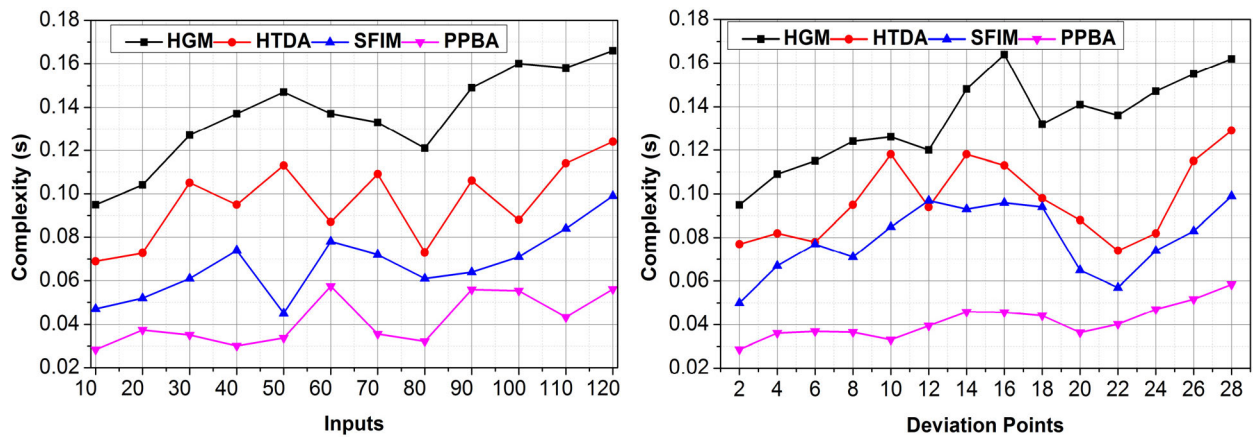 0.18
0.16
0.14
0.12
0.10
0.08
0.06
0.04
0.02
Complexity (s)
HGM HTDA SFIM PPBA
10 20 30 40 50 60 70 80 90 100 110 120
Inputs
0.18
0.16
0.14
0.12
0.10
0.08
0.06
0.04
0.02
Complexity (s)
HGM HTDA SFIM PPBA
2 4 6 8 10 12 14 16 18 20 22 24 26 28
Deviation Points